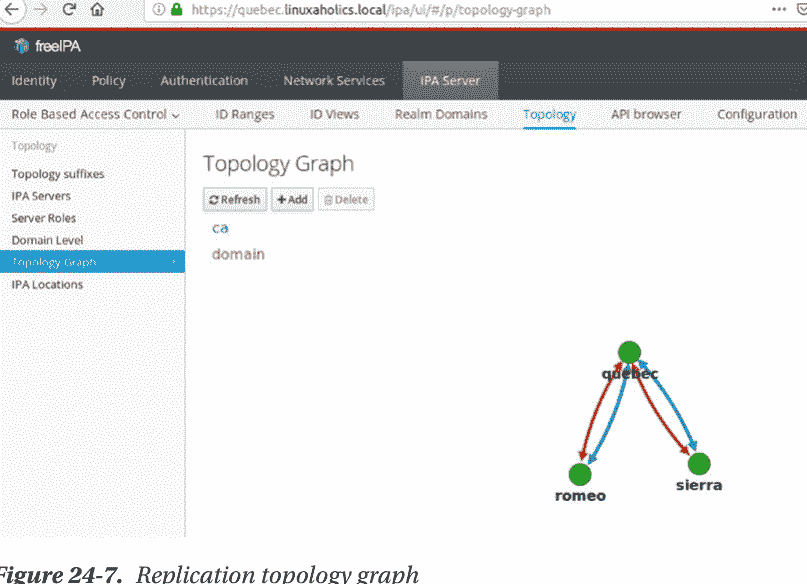 https://quebec.linuxaholics.local/ipa/ui/#/p/topology-graph
freeIPA
Identity Policy Authentication Network Services IPA Server
Role Based Access Control ID Ranges ID Views Realm Domains Topology API browser Configuration
Topology
Topology suffixes
IPA Servers
Server Roles
Domain Level
Topology Graph
IPA Locations
Topology Graph
Refresh Add Delete
ca
domain
quebec
romeo
sierra
Figure 24-7. Replication topology graph